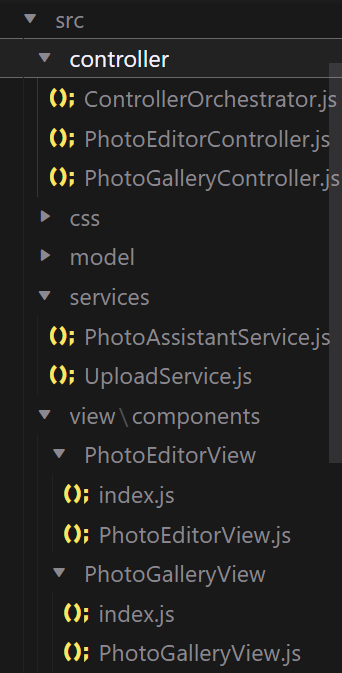 src
controller
ControllerOrchestrator.js
PhotoEditorController.js
PhotoGalleryController.js
css
model
services
PhotoAssistantService.js
UploadService.js
view\components
PhotoEditorView
index.js
PhotoEditorView.js
PhotoGalleryView
index.js
PhotoGalleryView.js